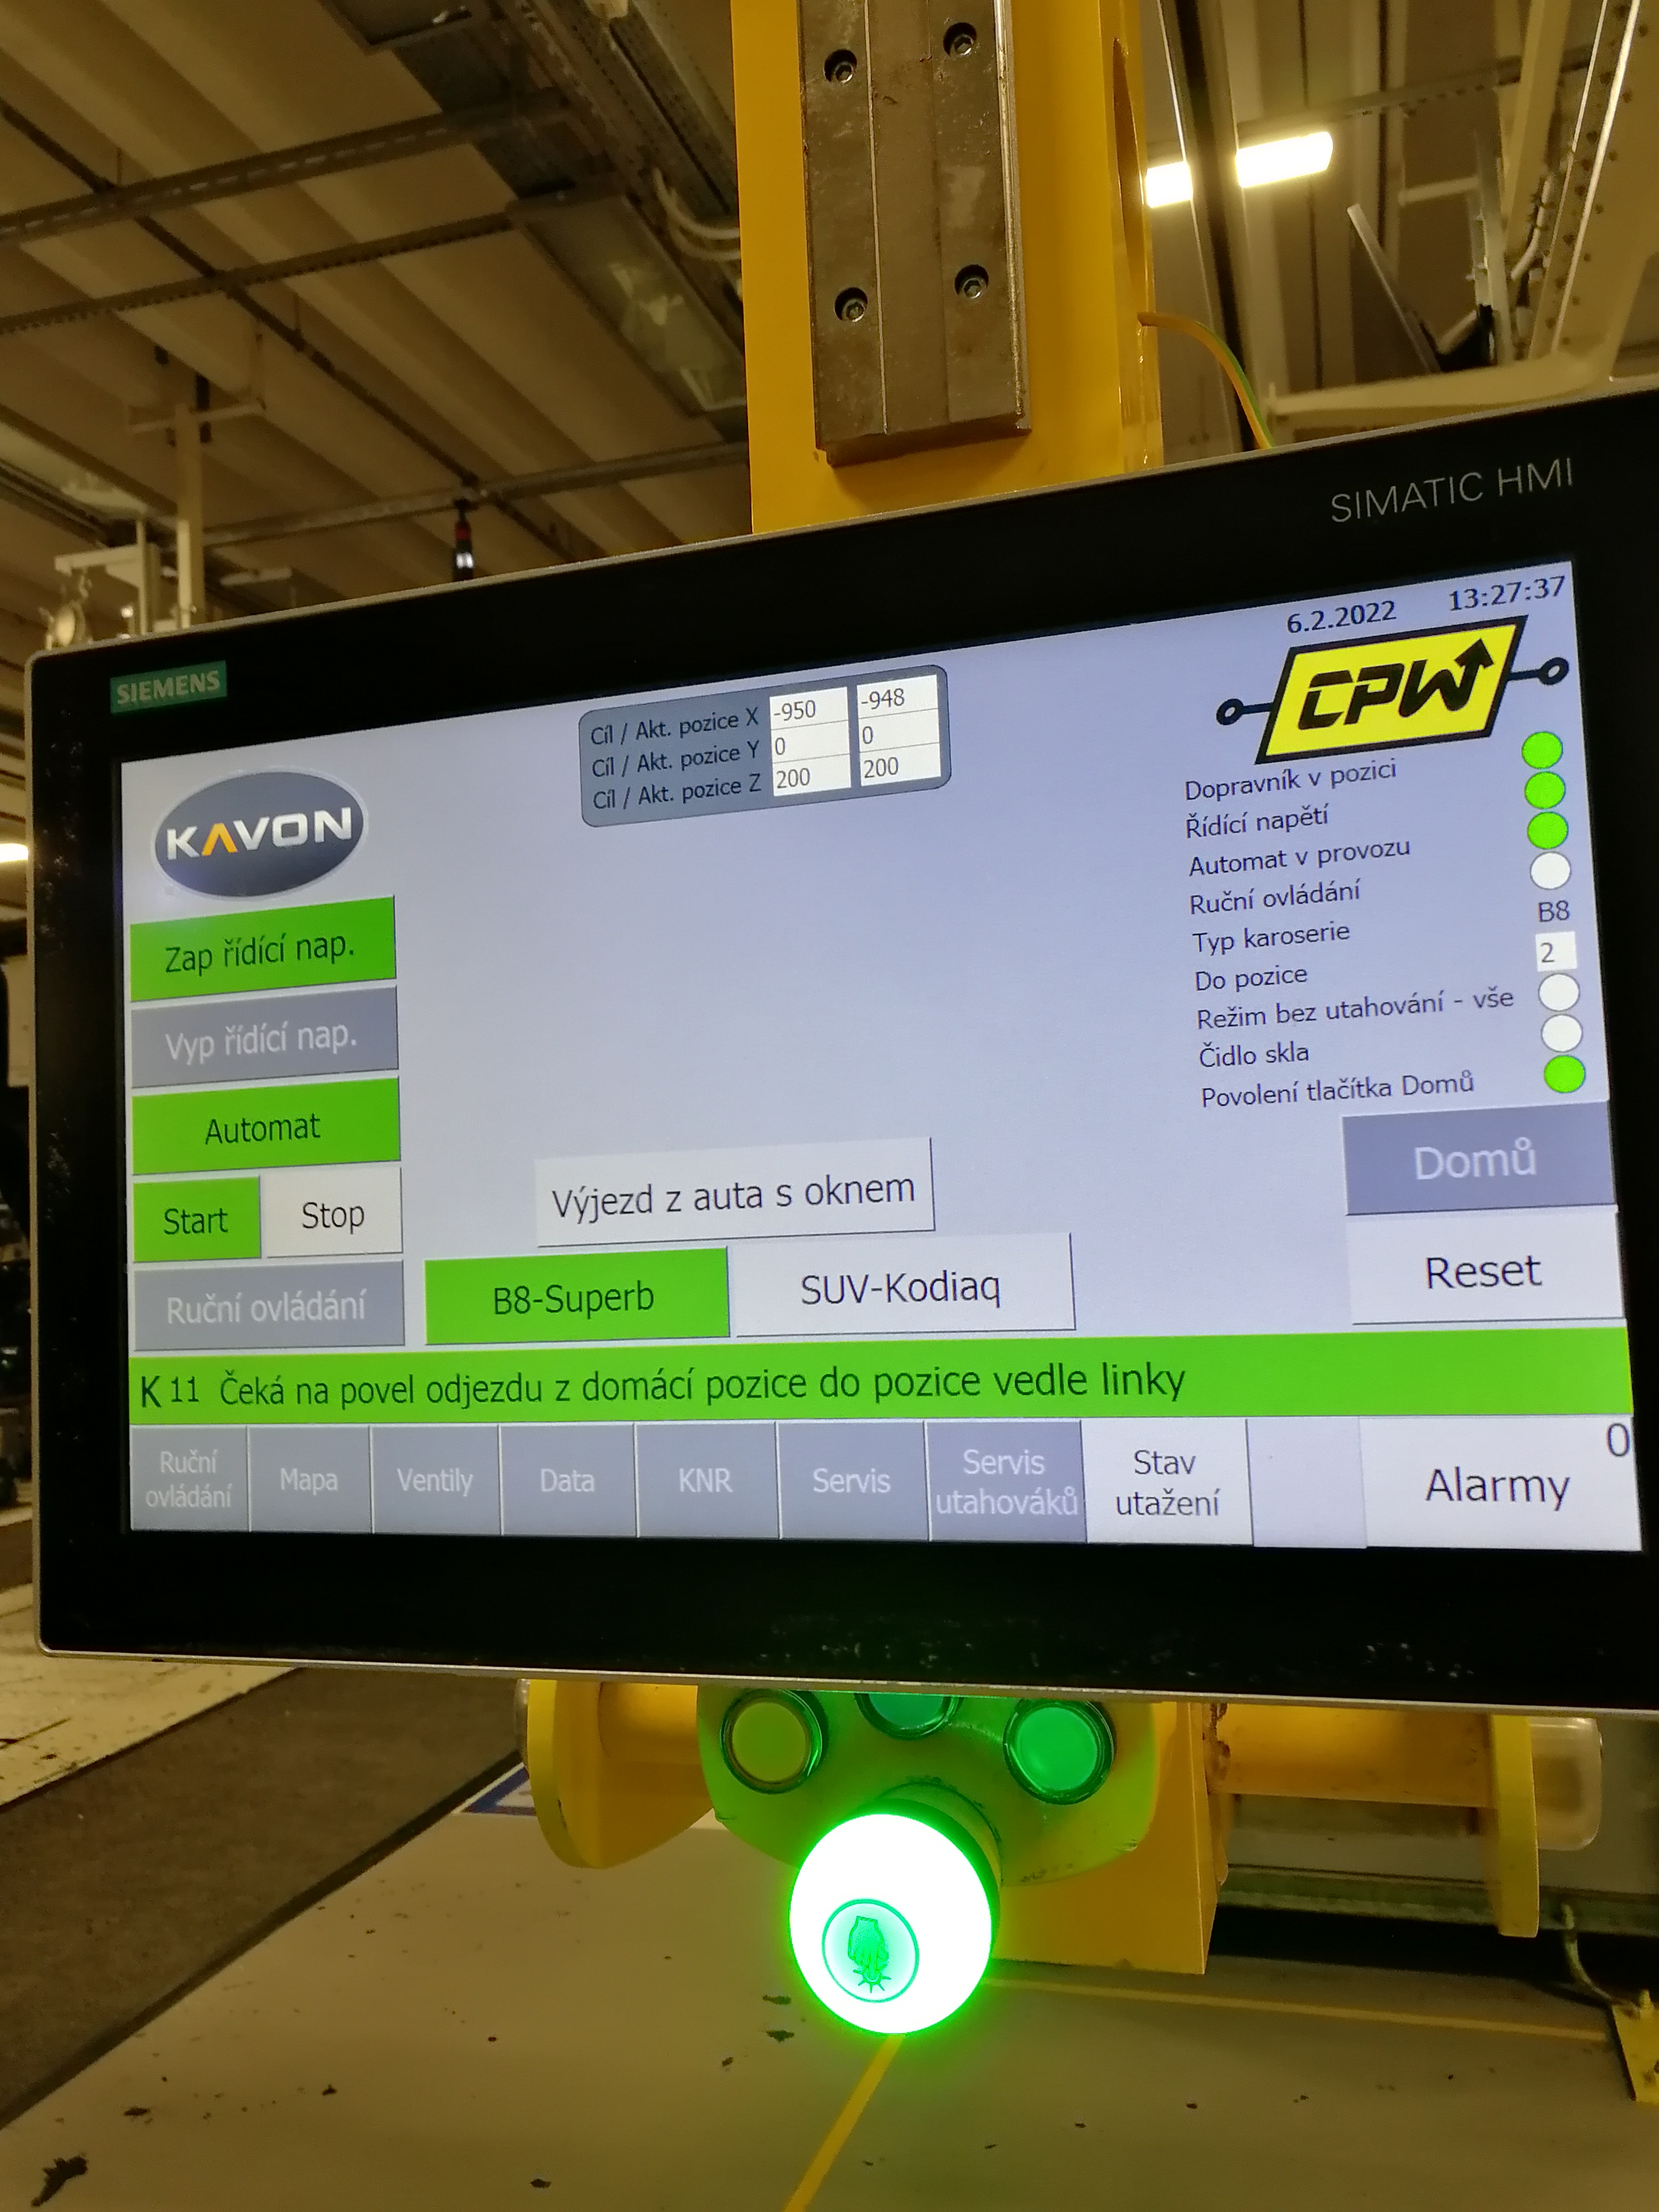 SIMATIC HMI
SIEMENS
6.2.2022 13:27:37
CPW
KAVON
Cíl / Akt. pozice X -950 -948
Cíl / Akt. pozice Y 0 0
Cíl / Akt. pozice Z 200 200
Dopravník v pozici
Řídící napětí
Automat v provozu
Ruční ovládání
Typ karoserie B8
Do pozice 2
Režim bez utahování - vše
Čidlo skla
Povolení tlačítka Domů
Zap řídící nap.
Vyp řídící nap.
Automat
Start Stop
Ruční ovládání
Výjezd z auta s oknem
B8-Superb SUV-Kodiaq
Domů
Reset
K 11 Čeká na povel odjezdu z domácí pozice do pozice vedle linky
Ruční
ovládání
Mapa
Ventily
Data
KNR
Servis
Servis
utahováků
Stav
utažení
0
Alarmy